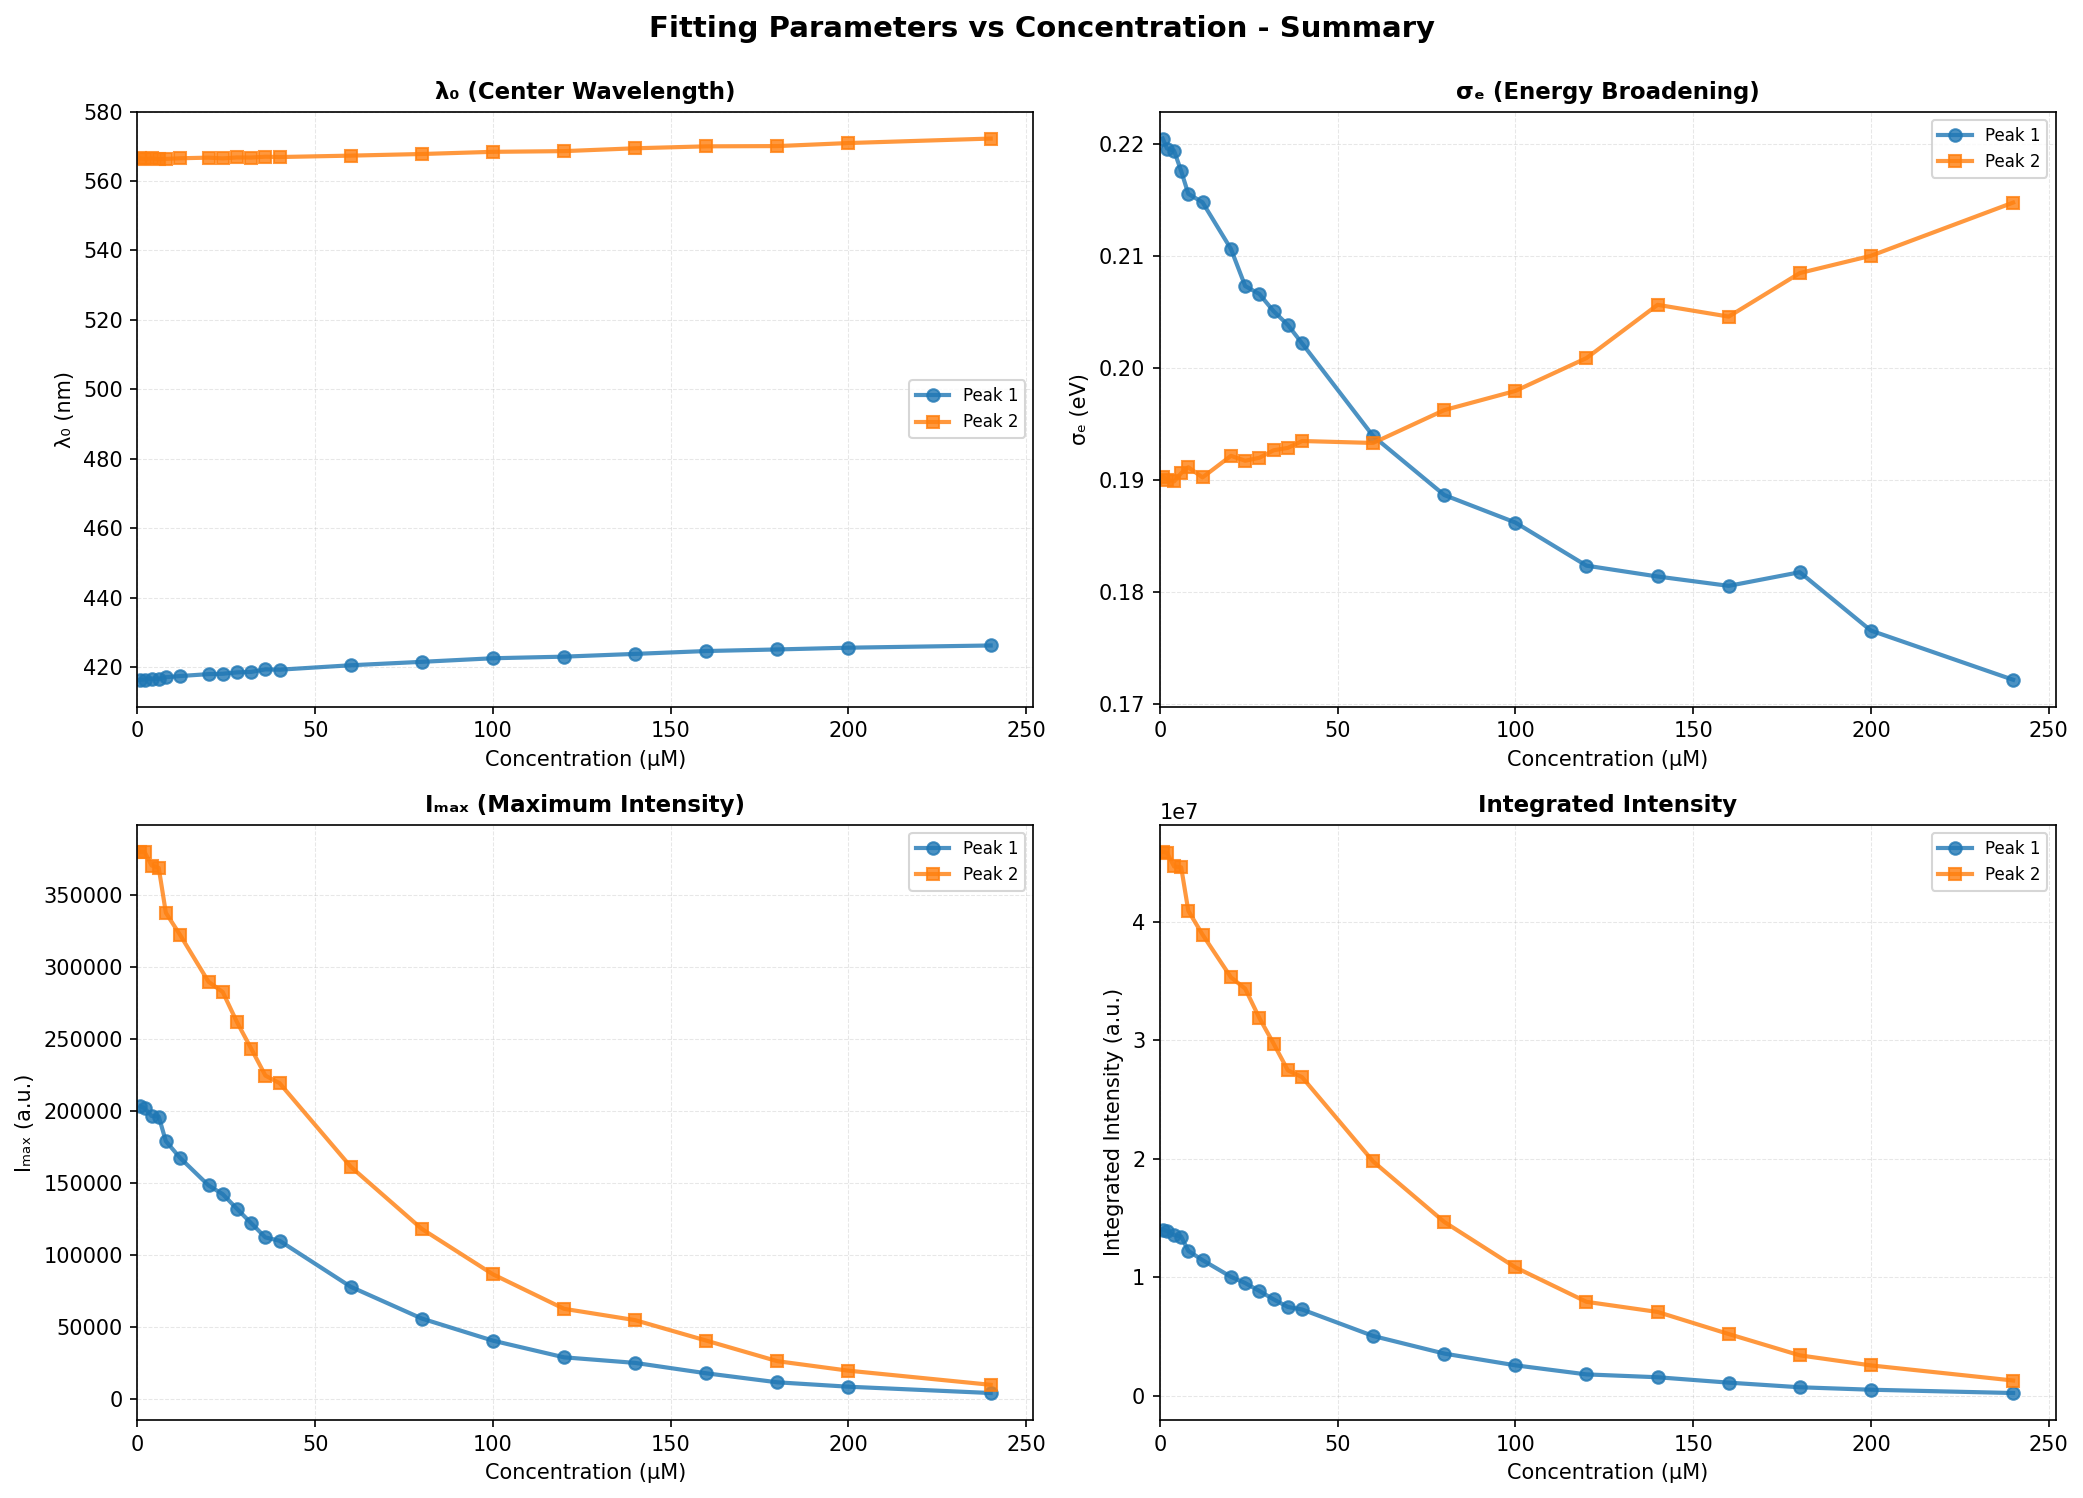 Fitting Parameters vs Concentration - Summary
λ₀ (Center Wavelength)
580
560
540
520
500
480
460
440
420
λ₀ (nm)
Peak 1
Peak 2
0 50 100 150 200 250
Concentration (μM)
σₑ (Energy Broadening)
0.22
0.21
0.20
0.19
0.18
0.17
σₑ (eV)
Peak 1
Peak 2
0 50 100 150 200 250
Concentration (μM)
Iₘₐₓ (Maximum Intensity)
350000
300000
250000
200000
150000
100000
50000
0
Iₘₐₓ (a.u.)
Peak 1
Peak 2
0 50 100 150 200 250
Concentration (μM)
Integrated Intensity
1e7
4
3
2
1
0
Integrated Intensity (a.u.)
Peak 1
Peak 2
0 50 100 150 200 250
Concentration (μM)